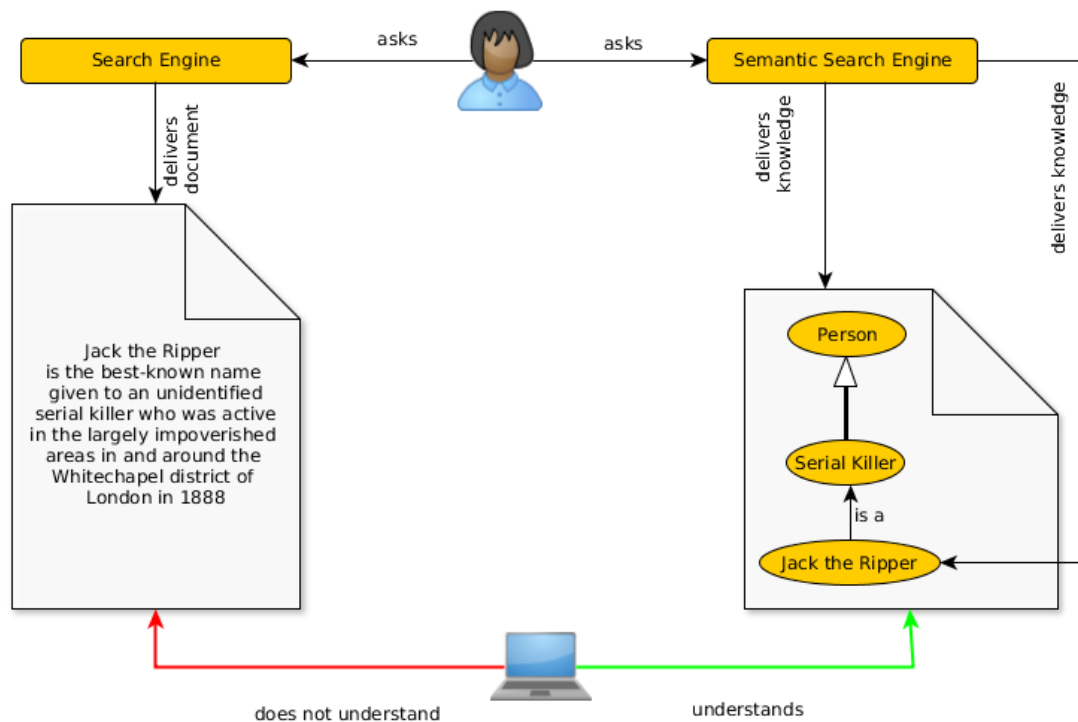 asks
asks
Search Engine
Semantic Search Engine
delivers
document
delivers
knowledge
delivers knowledge
Jack the Ripper
is the best-known name
given to an unidentified
serial killer who was active
in the largely impoverished
areas in and around the
Whitechapel district of
London in 1888
Person
Serial Killer
is a
Jack the Ripper
does not understand
understands